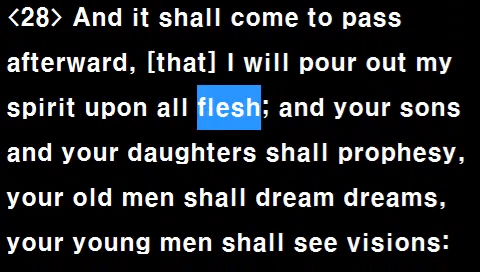 <28> And it shall come to pass
afterward, [that] I will pour out my
spirit upon all flesh; and your sons
and your daughters shall prophesy,
your old men shall dream dreams,
your young men shall see visions: